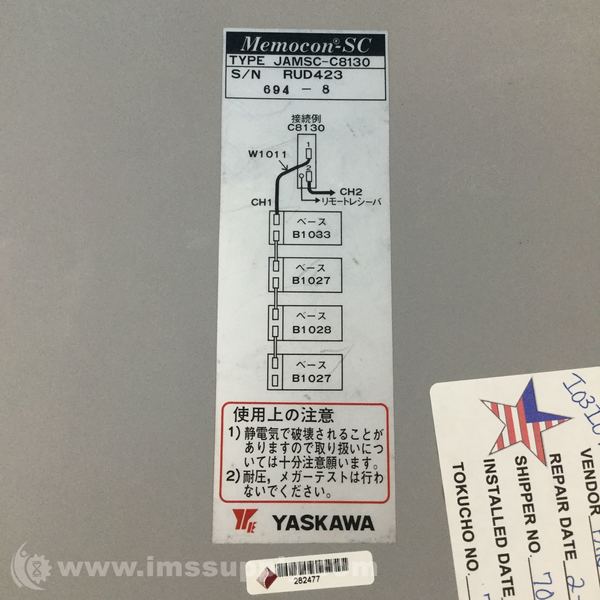 Memocon®-SC
TYPE JAMSC-C8130
S/N RUD423
694 - 8
接続例
C8130
1
W1011
2
CH2
リモートレシーバ
CH1
ベース
B1033
ベース
B1027
ベース
B1028
ベース
B1027
使用上の注意
1) 静電気で破壊されることが
ありますので取り扱いにつ
いては十分注意願います。
2) 耐圧，メガーテストは行わ
ないでください。
YASKAWA
282477
www.imssupply.com
VENDOR
REPAIR DATE 2-
SHIPPER NO. 70
INSTALLED DATE
TOKUCHO NO.